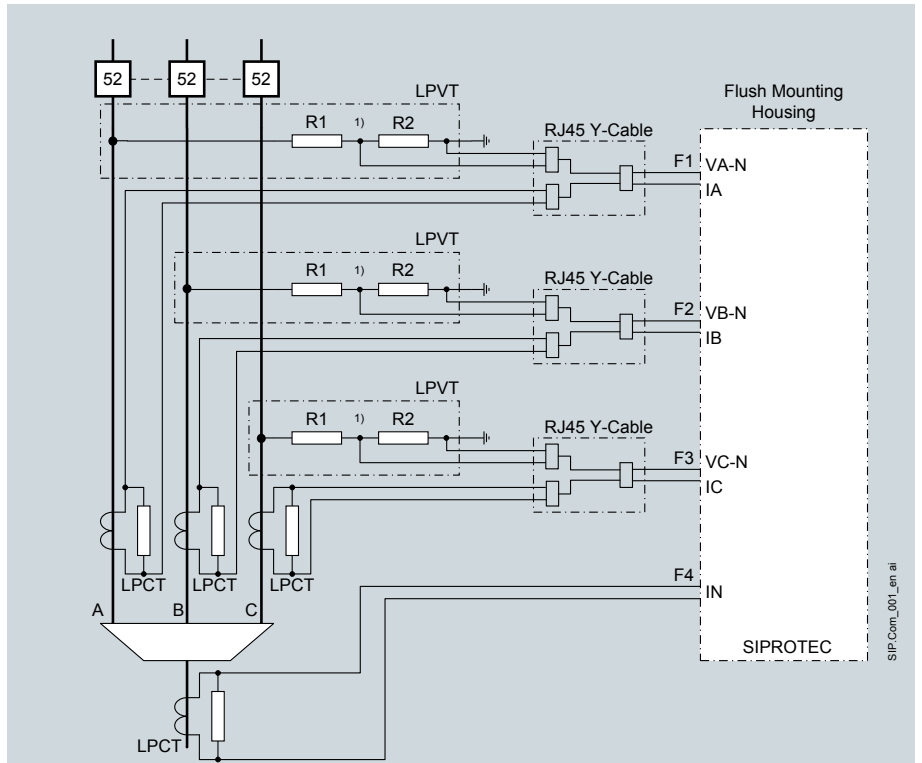 52
52
52
LPVT
Flush Mounting
Housing
R1
1)
R2
RJ45 Y-Cable
F1
VA-N
IA
LPVT
R1
1)
R2
RJ45 Y-Cable
F2
VB-N
IB
LPVT
R1
1)
R2
RJ45 Y-Cable
F3
VC-N
IC
LPCT
LPCT
LPCT
A
B
C
F4
IN
SIPROTEC
LPCT
SIP.Com_001_en ai